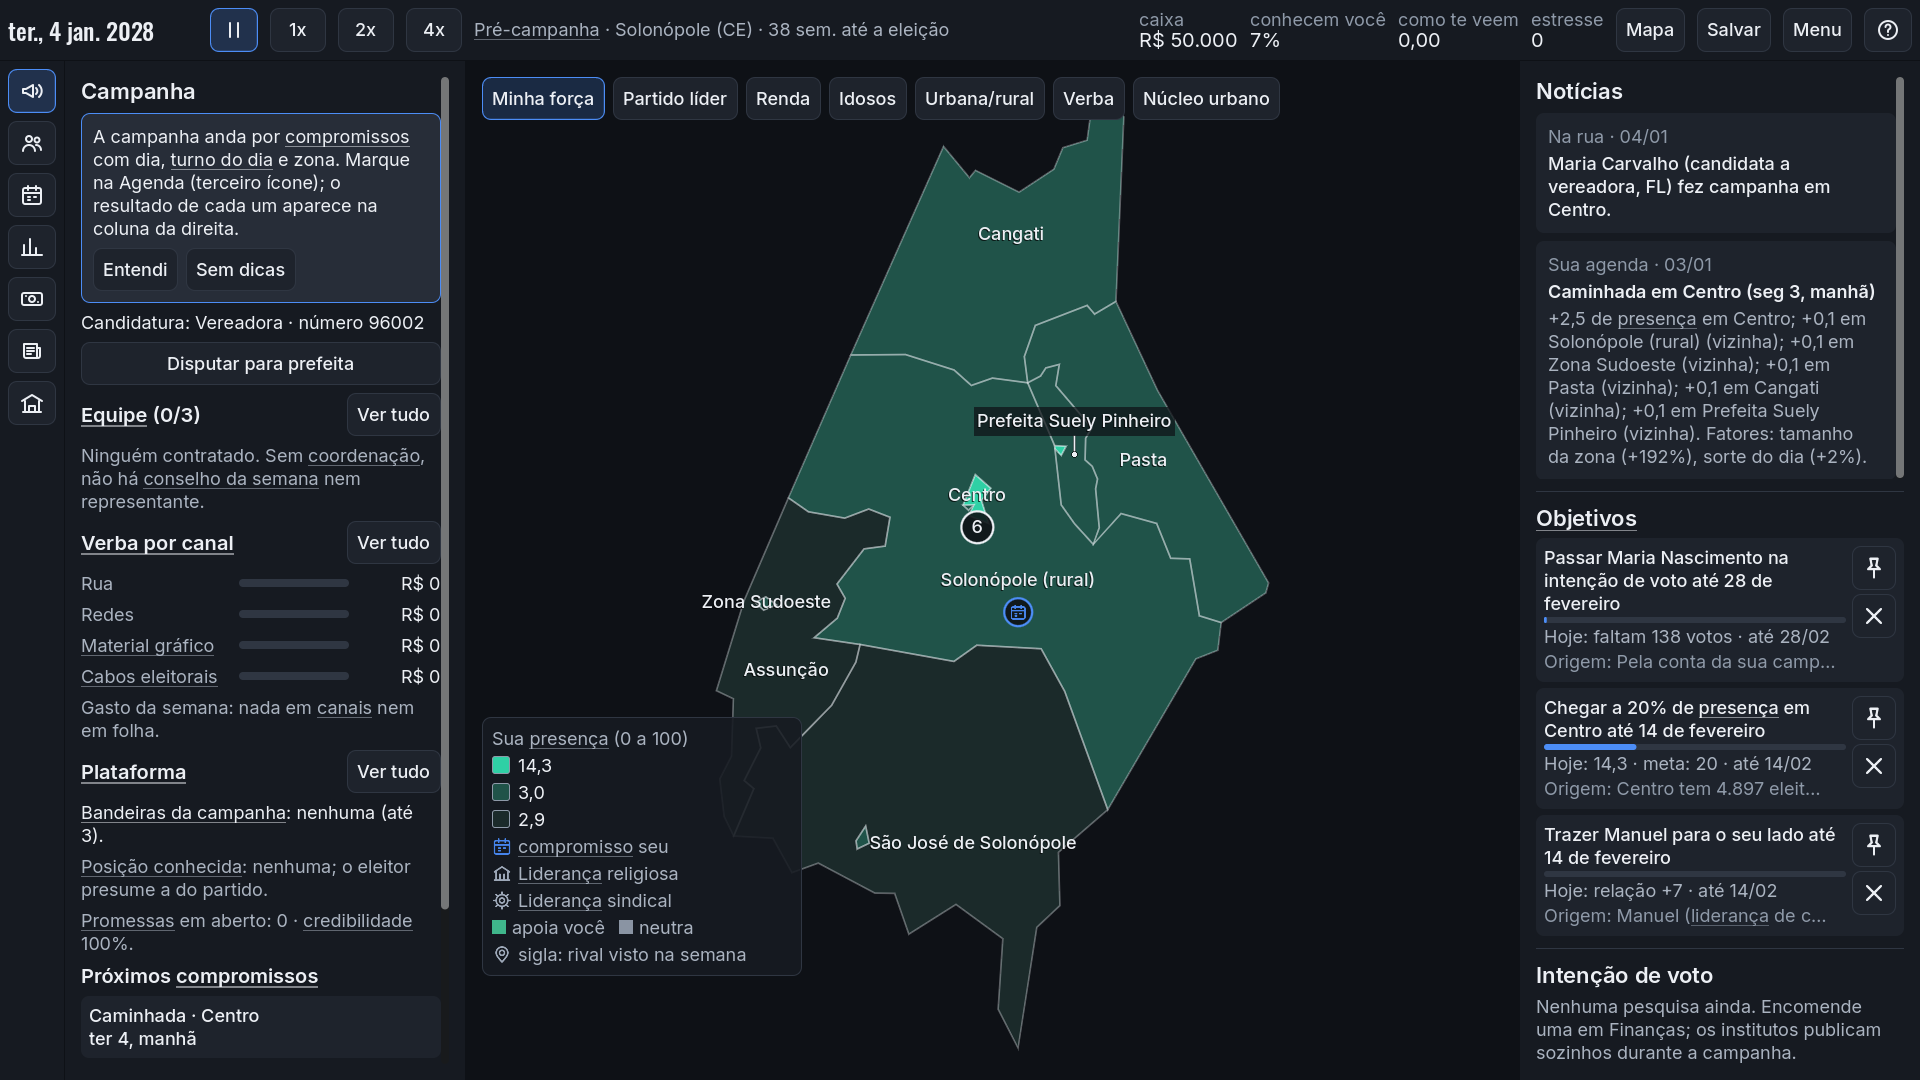 ter., 4 jan. 2028
1x
2x
4x
Pré-campanha · Solonópole (CE) · 38 sem. até a eleição
caixa
R$ 50.000
conhecem você
7%
como te veem
0,00
estresse
0
Mapa
Salvar
Menu
Campanha
A campanha anda por compromissos
com dia, turno do dia e zona. Marque
na Agenda (terceiro ícone); o
resultado de cada um aparece na
coluna da direita.
Entendi
Sem dicas
Candidatura: Vereadora · número 96002
Disputar para prefeita
Equipe (0/3)
Ver tudo
Ninguém contratado. Sem coordenação,
não há conselho da semana nem
representante.
Verba por canal
Ver tudo
Rua R$ 0
Redes R$ 0
Material gráfico R$ 0
Cabos eleitorais R$ 0
Gasto da semana: nada em canais nem
em folha.
Plataforma
Ver tudo
Bandeiras da campanha: nenhuma (até
3).
Posição conhecida: nenhuma; o eleitor
presume a do partido.
Promessas em aberto: 0 · credibilidade
100%.
Próximos compromissos
Caminhada · Centro
ter 4, manhã
Minha força
Partido líder
Renda
Idosos
Urbana/rural
Verba
Núcleo urbano
Cangati
Prefeita Suely Pinheiro
Pasta
Centro
6
Solonópole (rural)
Zona Sudoeste
Assunção
São José de Solonópole
Sua presença (0 a 100)
14,3
3,0
2,9
compromisso seu
Liderança religiosa
Liderança sindical
apoia você neutra
sigla: rival visto na semana
Notícias
Na rua · 04/01
Maria Carvalho (candidata a
vereadora, FL) fez campanha em
Centro.
Sua agenda · 03/01
Caminhada em Centro (seg 3, manhã)
+2,5 de presença em Centro; +0,1 em
Solonópole (rural) (vizinha); +0,1 em
Zona Sudoeste (vizinha); +0,1 em
Pasta (vizinha); +0,1 em Cangati
(vizinha); +0,1 em Prefeita Suely
Pinheiro (vizinha). Fatores: tamanho
da zona (+192%), sorte do dia (+2%).
Objetivos
Passar Maria Nascimento na
intenção de voto até 28 de
fevereiro
Hoje: faltam 138 votos · até 28/02
Origem: Pela conta da sua camp...
Chegar a 20% de presença em
Centro até 14 de fevereiro
Hoje: 14,3 · meta: 20 · até 14/02
Origem: Centro tem 4.897 eleit...
Trazer Manuel para o seu lado até
14 de fevereiro
Hoje: relação +7 · até 14/02
Origem: Manuel (liderança de c...
Intenção de voto
Nenhuma pesquisa ainda. Encomende
uma em Finanças; os institutos publicam
sozinhos durante a campanha.